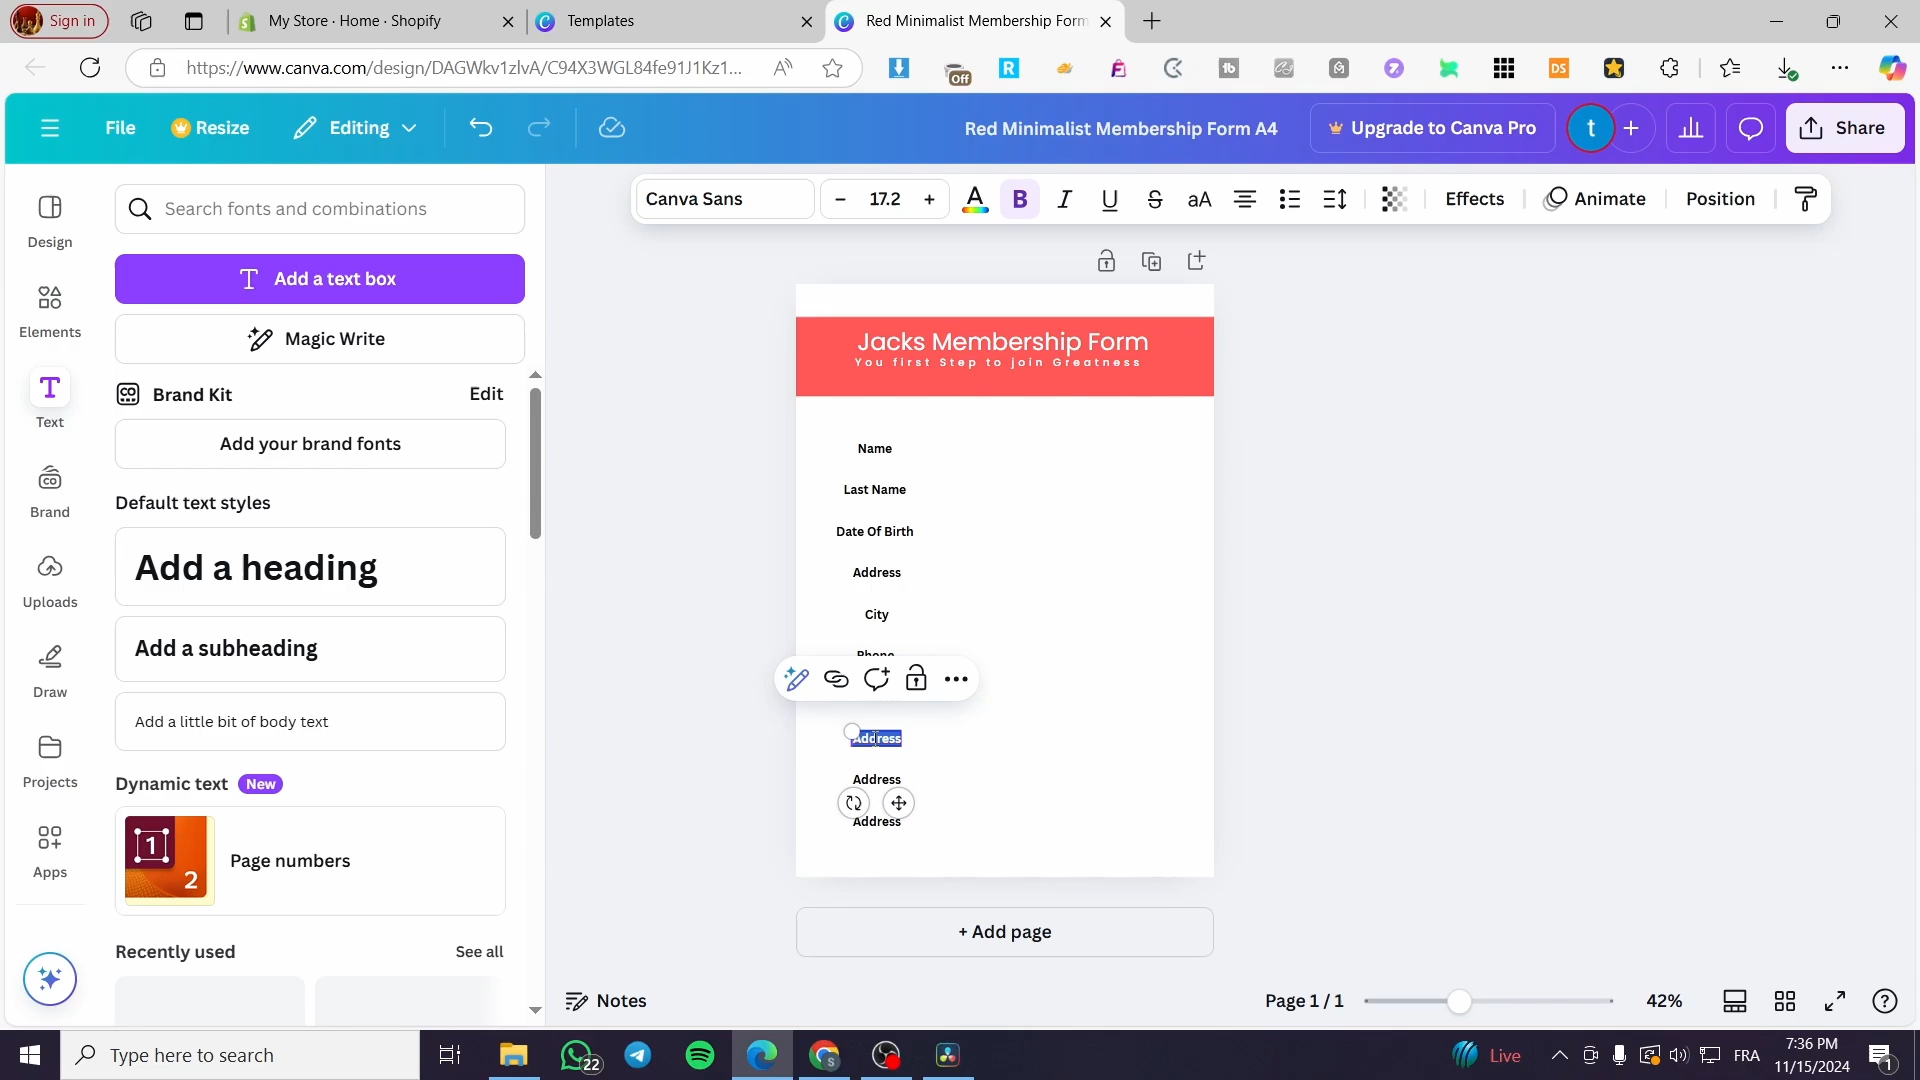 Sign in
My Store · Home · Shopify
Templates
Red Minimalist Membership Form
https://www.canva.com/design/DAGWkv1zlvA/C94X3WGL84fe91J1Kz1...
Off
File
Resize
Editing
Red Minimalist Membership Form A4
Upgrade to Canva Pro
t
Share
Design
Elements
Text
Brand
Uploads
Draw
Projects
Apps
Search fonts and combinations
Add a text box
Magic Write
Brand Kit
Edit
Add your brand fonts
Default text styles
Add a heading
Add a subheading
Add a little bit of body text
Dynamic text
New
1
2
Page numbers
Recently used
See all
Canva Sans
17.2
Effects
Animate
Position
Jacks Membership Form
You first Step to join Greatness
Name
Last Name
Date Of Birth
Address
City
Phone
Address
Address
Address
+ Add page
Notes
Page 1 / 1
42%
Type here to search
22
Live
FRA
7:36 PM
11/15/2024
1